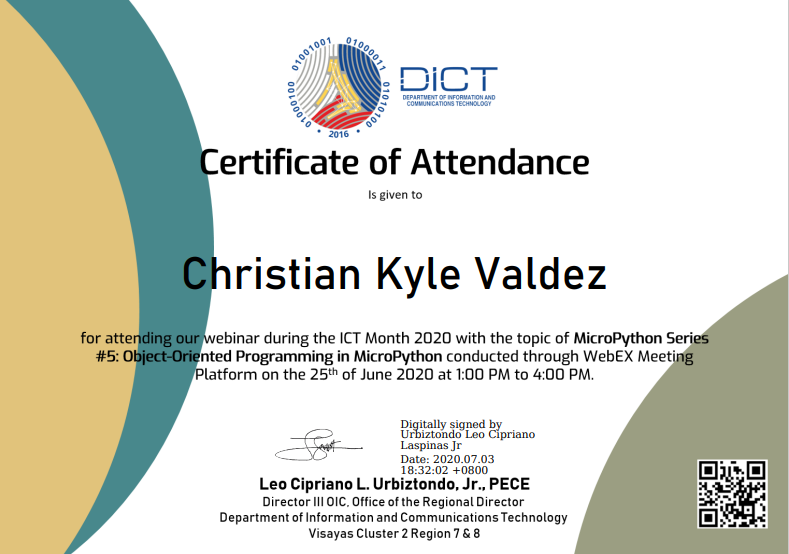 01001001 01000011
01000100 01010100
• 2016 •
DICT
DEPARTMENT OF INFORMATION AND
COMMUNICATIONS TECHNOLOGY
Certificate of Attendance
Is given to
Christian Kyle Valdez
for attending our webinar during the ICT Month 2020 with the topic of MicroPython Series
#5: Object-Oriented Programming in MicroPython conducted through WebEX Meeting
Platform on the 25th of June 2020 at 1:00 PM to 4:00 PM.
Digitally signed by
Urbiztondo Leo Cipriano
Laspinas Jr
Date: 2020.07.03
18:32:02 +0800
Leo Cipriano L. Urbiztondo, Jr., PECE
Director III OIC, Office of the Regional Director
Department of Information and Communications Technology
Visayas Cluster 2 Region 7 & 8